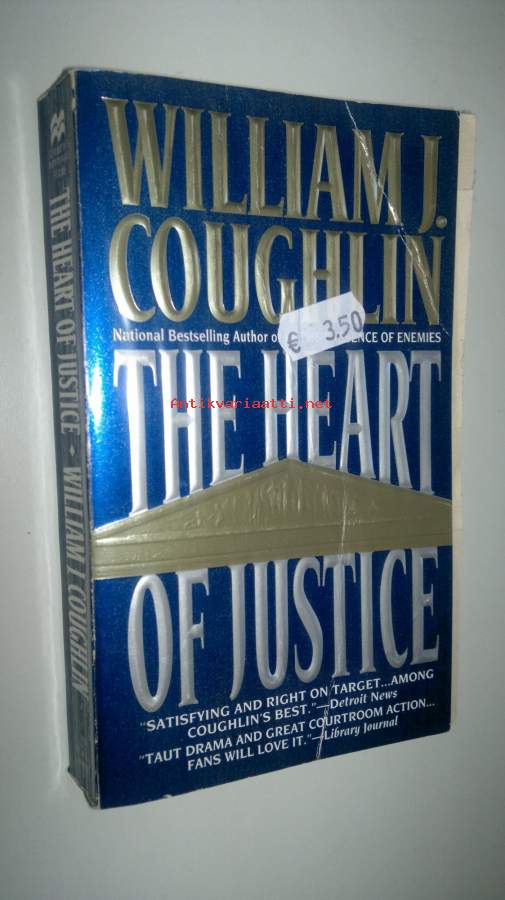 WILLIAM J.
COUGHLIN
National Bestselling Author of ENCE OF ENEMIES
€ 3.50
THE HEART
Antikvariaatti.net
OF JUSTICE
"SATISFYING AND RIGHT ON TARGET...AMONG
COUGHLIN'S BEST."—Detroit News
"TAUT DRAMA AND GREAT COURTROOM ACTION...
FANS WILL LOVE IT."—Library Journal
THE HEART OF JUSTICE • WILLIAM J. COUGHLIN